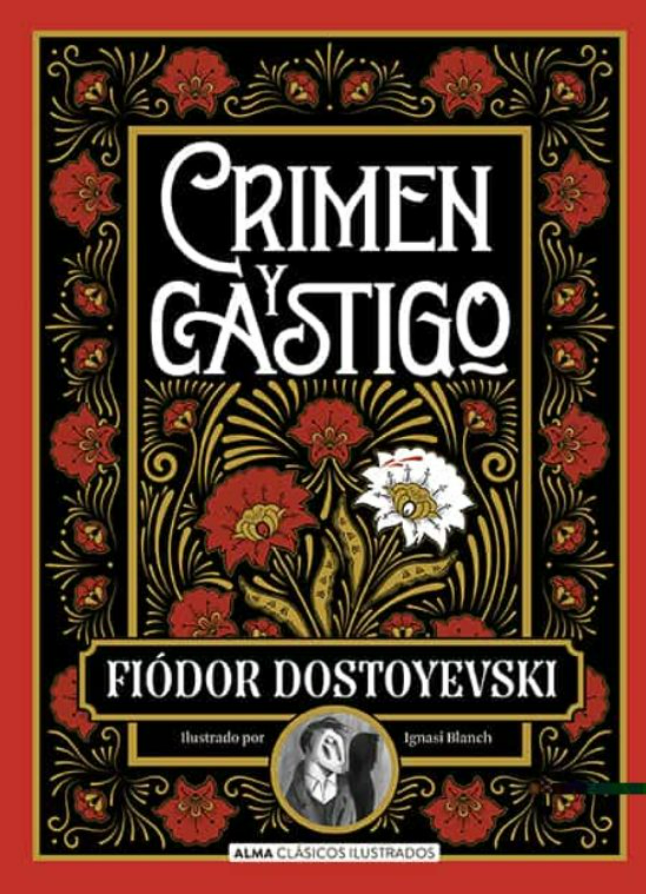 CRIMEN
Y
CASTIGO
FIÓDOR DOSTOYEVSKI
Ilustrado por Ignasi Blanch
ALMA CLÁSICOS ILUSTRADOS